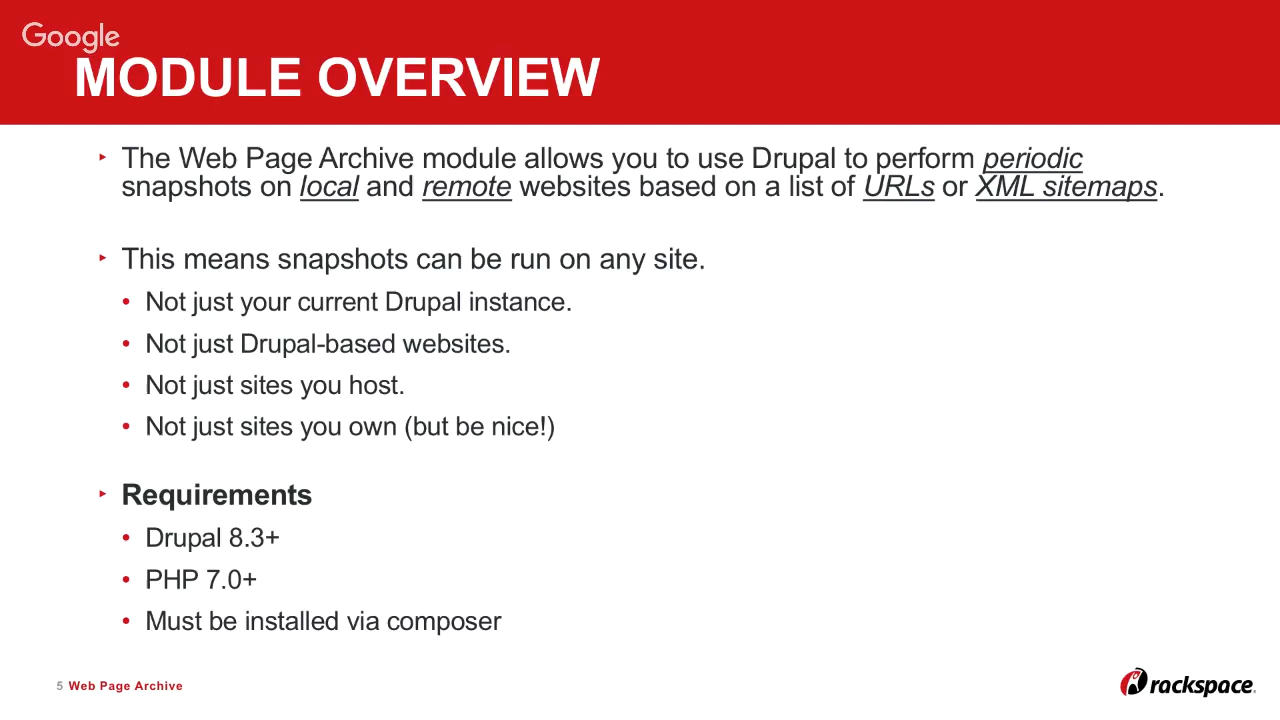 Google
MODULE OVERVIEW
‣ The Web Page Archive module allows you to use Drupal to perform periodic
snapshots on local and remote websites based on a list of URLs or XML sitemaps.
‣ This means snapshots can be run on any site.
• Not just your current Drupal instance.
• Not just Drupal-based websites.
• Not just sites you host.
• Not just sites you own (but be nice!)
‣ Requirements
• Drupal 8.3+
• PHP 7.0+
• Must be installed via composer
5 Web Page Archive
rackspace.